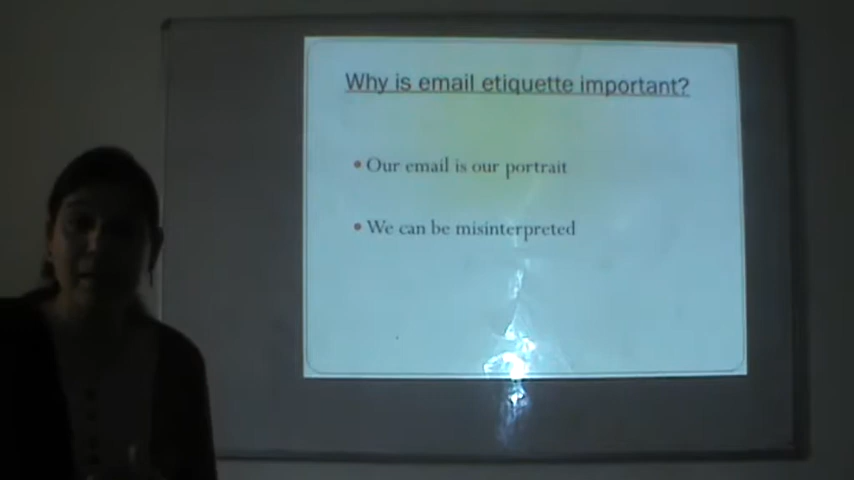 Why is email etiquette important?
• Our email is our portrait
• We can be misinterpreted